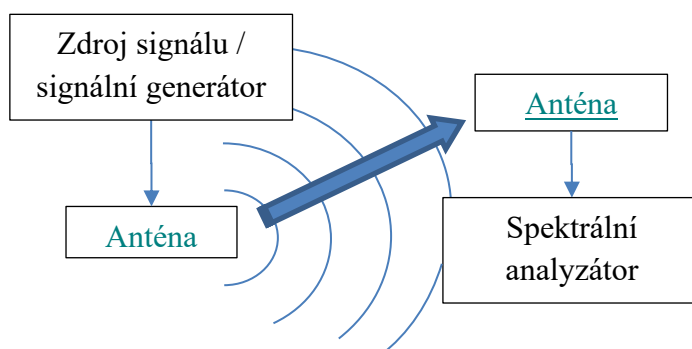 Zdroj signálu /
signální generátor
Anténa
Anténa
Spektrální
analyzátor